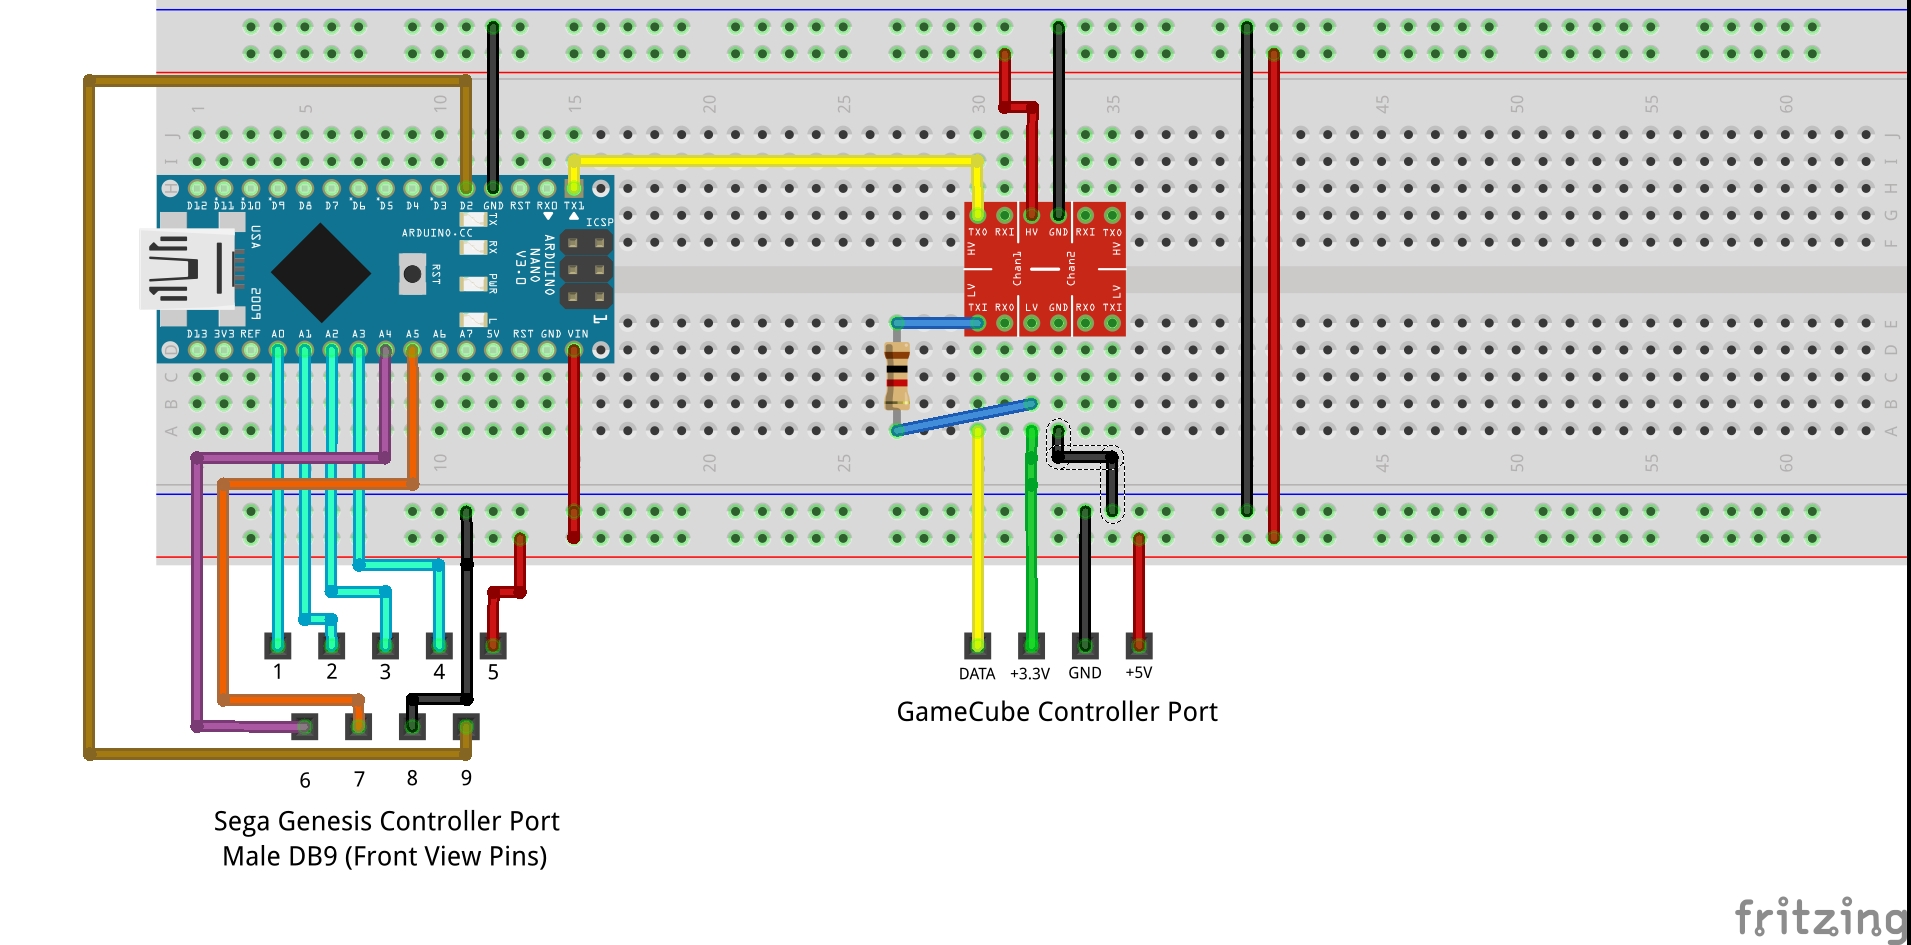 1 5 10 15 20 25 30 35 45 50 55 60
J J
I I
H H
D12 D11 D10 D9 D8 D7 D6 D5 D4 D3 D2 GND RST RX0 TX1
ARDUINO.CC
TX
RX
PWR
L
RST
USA
2009
ARDUINO
NANO
V3.0
ICSP
1
D13 3V3 REF A0 A1 A2 A3 A4 A5 A6 A7 5V RST GND VIN
G G
F F
TXO RXI HV GND RXI TXO
HV Chan1 Chan2 HV
LV LV
TXI RXO LV GND RXO TXI
E
D D
C C
B B
A A
10 20 25 45 50 55 60
1 2 3 4 5
DATA +3.3V GND +5V
GameCube Controller Port
6 7 8 9
Sega Genesis Controller Port
Male DB9 (Front View Pins)
fritzing